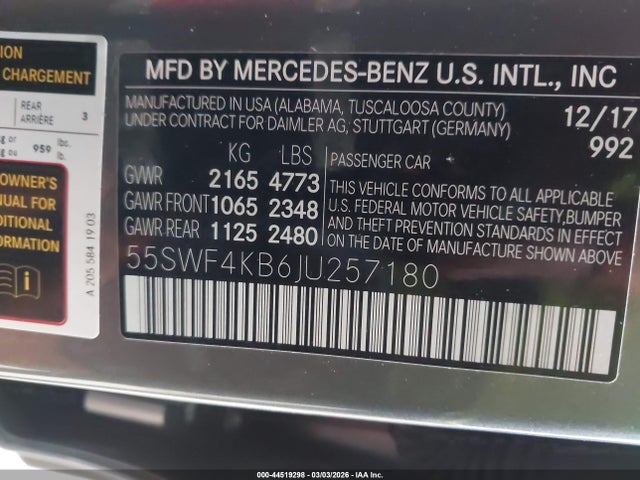 ION
CHARGEMENT
REAR
ARRIÈRE
3
959 lbs.
lb.
OWNER'S
NUAL FOR
DITIONAL
ORMATION
A 205 584 19 03
MFD BY MERCEDES-BENZ U.S. INTL., INC
MANUFACTURED IN USA (ALABAMA, TUSCALOOSA COUNTY) 12/17
UNDER CONTRACT FOR DAIMLER AG, STUTTGART (GERMANY) 992
KG LBS
GVWR 2165 4773
GAWR FRONT 1065 2348
GAWR REAR 1125 2480
PASSENGER CAR
THIS VEHICLE CONFORMS TO ALL APPLICABLE
U.S. FEDERAL MOTOR VEHICLE SAFETY, BUMPER
AND THEFT PREVENTION STANDARDS IN EFFECT
ON THE DATE OF MANUFACTURE SHOWN ABOVE.
55SWF4KB6JU257180
000-44519298 - 03/03/2026 - IAA Inc.